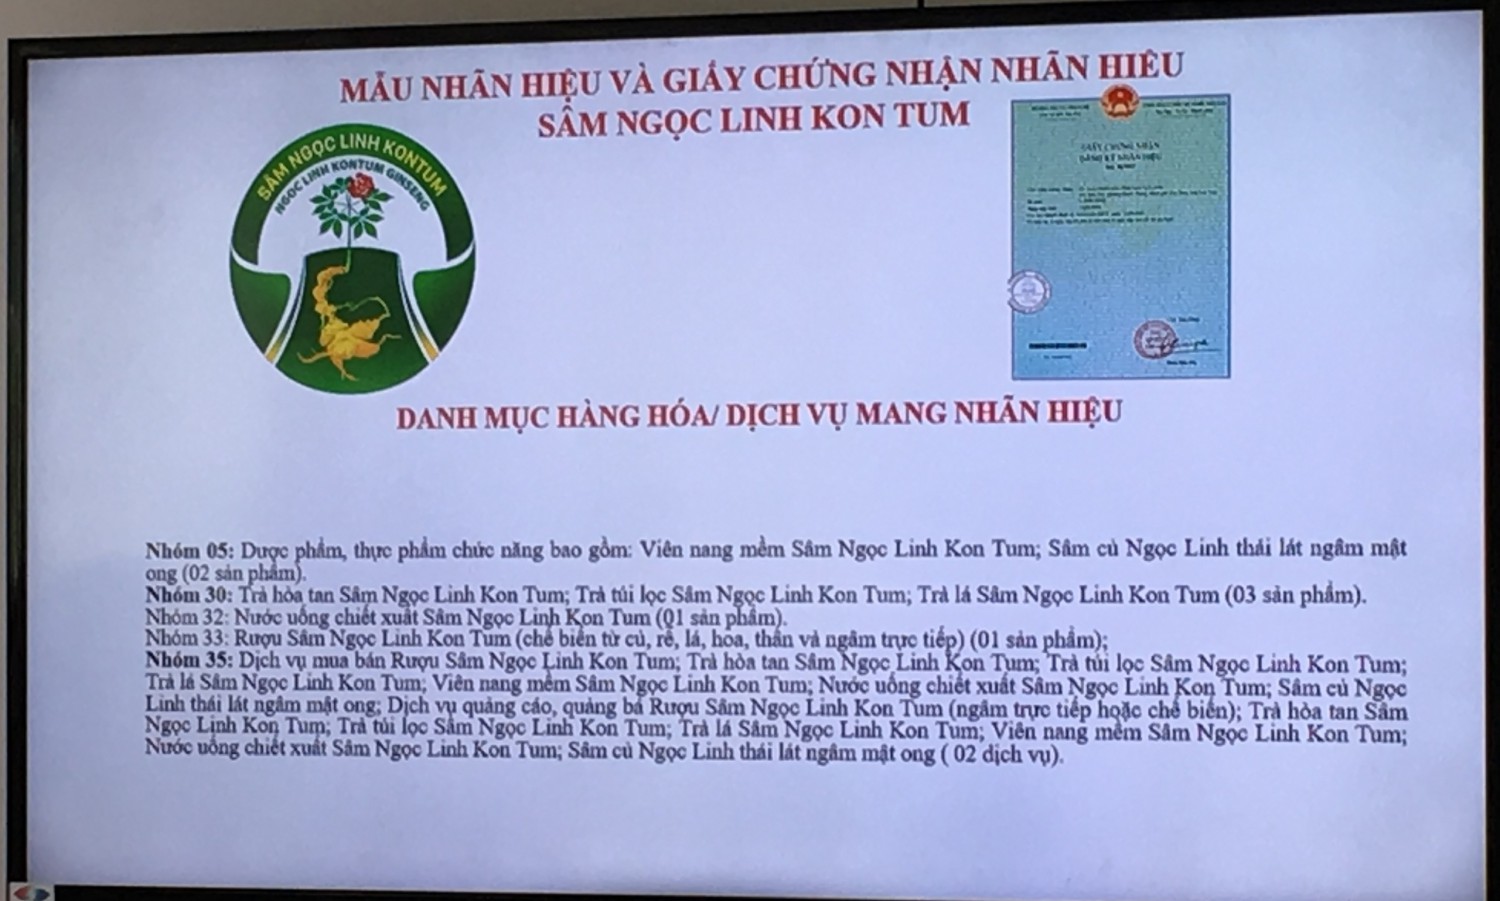 MẪU NHÃN HIỆU VÀ GIẤY CHỨNG NHẬN NHÃN HIỆU
SÂM NGỌC LINH KON TUM
SÂM NGỌC LINH KONTUM
NGOC LINH KONTUM GINSENG
GIẤY CHỨNG NHẬN
ĐĂNG KÝ NHÃN HIỆU
DANH MỤC HÀNG HÓA/ DỊCH VỤ MANG NHÃN HIỆU
Nhóm 05: Dược phẩm, thực phẩm chức năng bao gồm: Viên nang mềm Sâm Ngọc Linh Kon Tum; Sâm củ Ngọc Linh thái lát ngâm mật
ong (02 sản phẩm).
Nhóm 30: Trà hòa tan Sâm Ngọc Linh Kon Tum; Trà túi lọc Sâm Ngọc Linh Kon Tum; Trà lá Sâm Ngọc Linh Kon Tum (03 sản phẩm).
Nhóm 32: Nước uống chiết xuất Sâm Ngọc Linh Kon Tum (01 sản phẩm).
Nhóm 33: Rượu Sâm Ngọc Linh Kon Tum (chế biến từ củ, rễ, lá, hoa, thân và ngâm trực tiếp) (01 sản phẩm);
Nhóm 35: Dịch vụ mua bán Rượu Sâm Ngọc Linh Kon Tum; Trà hòa tan Sâm Ngọc Linh Kon Tum; Trà túi lọc Sâm Ngọc Linh Kon Tum;
Trà lá Sâm Ngọc Linh Kon Tum; Viên nang mềm Sâm Ngọc Linh Kon Tum; Nước uống chiết xuất Sâm Ngọc Linh Kon Tum; Sâm củ Ngọc
Linh thái lát ngâm mật ong; Dịch vụ quảng cáo, quảng bá Rượu Sâm Ngọc Linh Kon Tum (ngâm trực tiếp hoặc chế biến); Trà hòa tan Sâm
Ngọc Linh Kon Tum; Trà túi lọc Sâm Ngọc Linh Kon Tum; Trà lá Sâm Ngọc Linh Kon Tum; Viên nang mềm Sâm Ngọc Linh Kon Tum;
Nước uống chiết xuất Sâm Ngọc Linh Kon Tum; Sâm củ Ngọc Linh thái lát ngâm mật ong ( 02 dịch vụ).